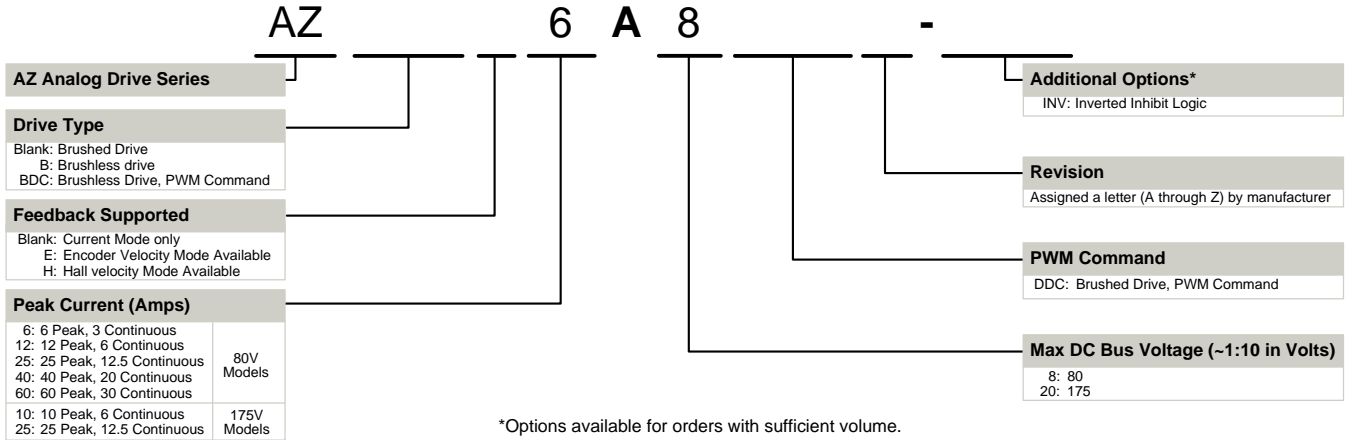 AZ 6 A 8 -
AZ Analog Drive Series
Drive Type
Blank: Brushed Drive
B: Brushless drive
BDC: Brushless Drive, PWM Command
Feedback Supported
Blank: Current Mode only
E: Encoder Velocity Mode Available
H: Hall velocity Mode Available
Peak Current (Amps)
6: 6 Peak, 3 Continuous
12: 12 Peak, 6 Continuous
25: 25 Peak, 12.5 Continuous
40: 40 Peak, 20 Continuous
60: 60 Peak, 30 Continuous
80V
Models
10: 10 Peak, 6 Continuous
25: 25 Peak, 12.5 Continuous
175V
Models
Additional Options*
INV: Inverted Inhibit Logic
Revision
Assigned a letter (A through Z) by manufacturer
PWM Command
DDC: Brushed Drive, PWM Command
Max DC Bus Voltage (~1:10 in Volts)
8: 80
20: 175
*Options available for orders with sufficient volume.